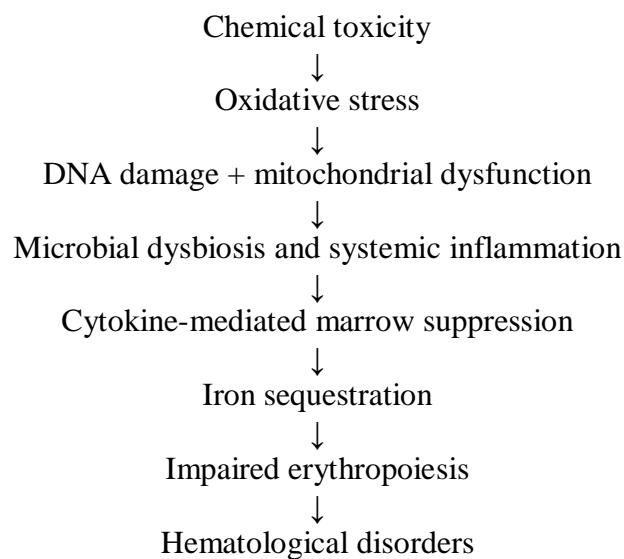 Chemical toxicity
↓
Oxidative stress
↓
DNA damage + mitochondrial dysfunction
↓
Microbial dysbiosis and systemic inflammation
↓
Cytokine-mediated marrow suppression
↓
Iron sequestration
↓
Impaired erythropoiesis
↓
Hematological disorders